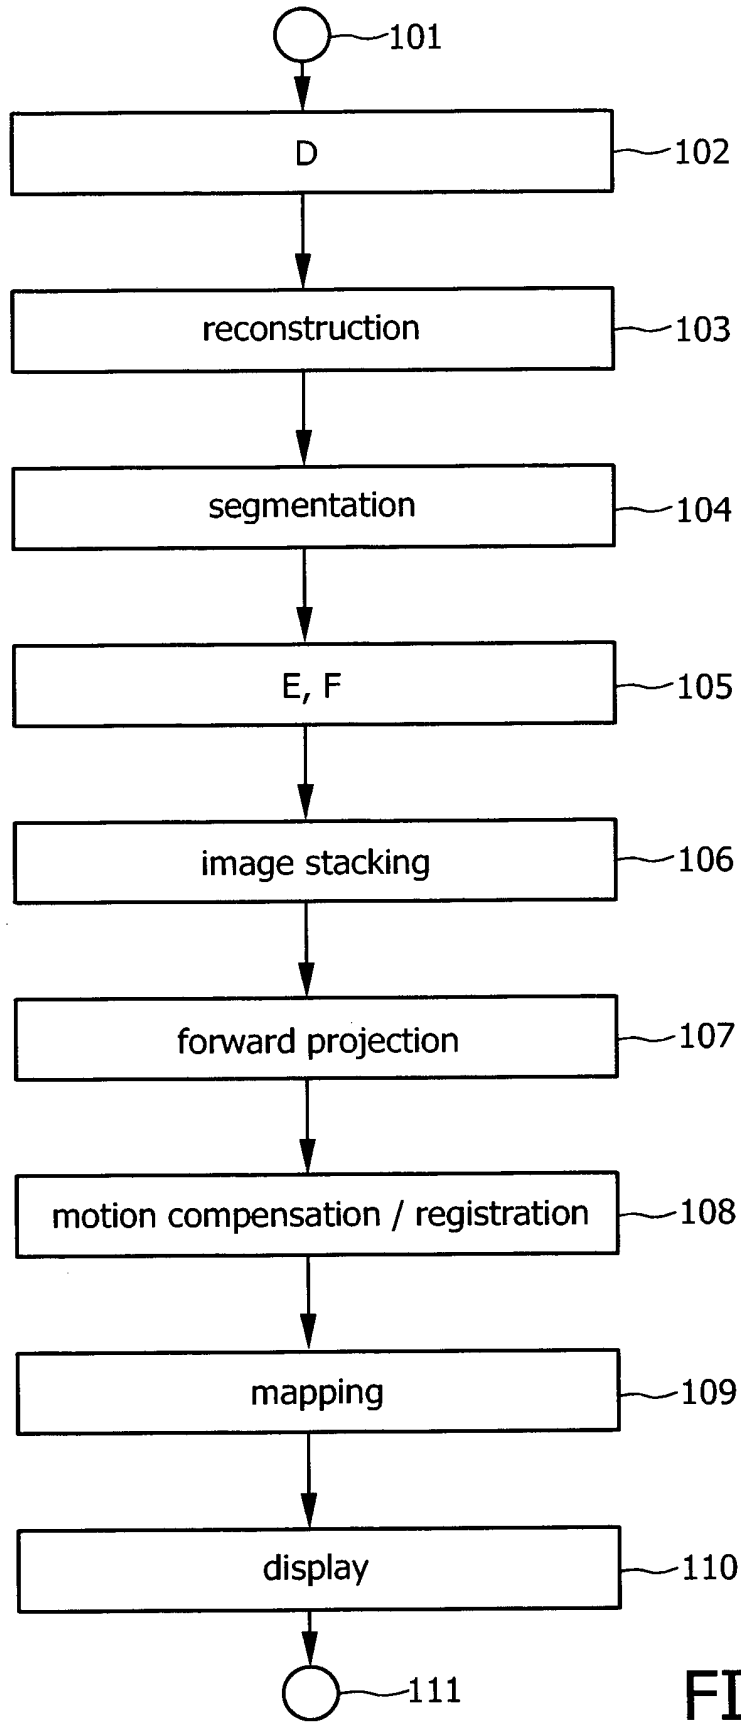 101
D
102
reconstruction
103
segmentation
104
E, F
105
image stacking
106
forward projection
107
motion compensation / registration
108
mapping
109
display
110
111